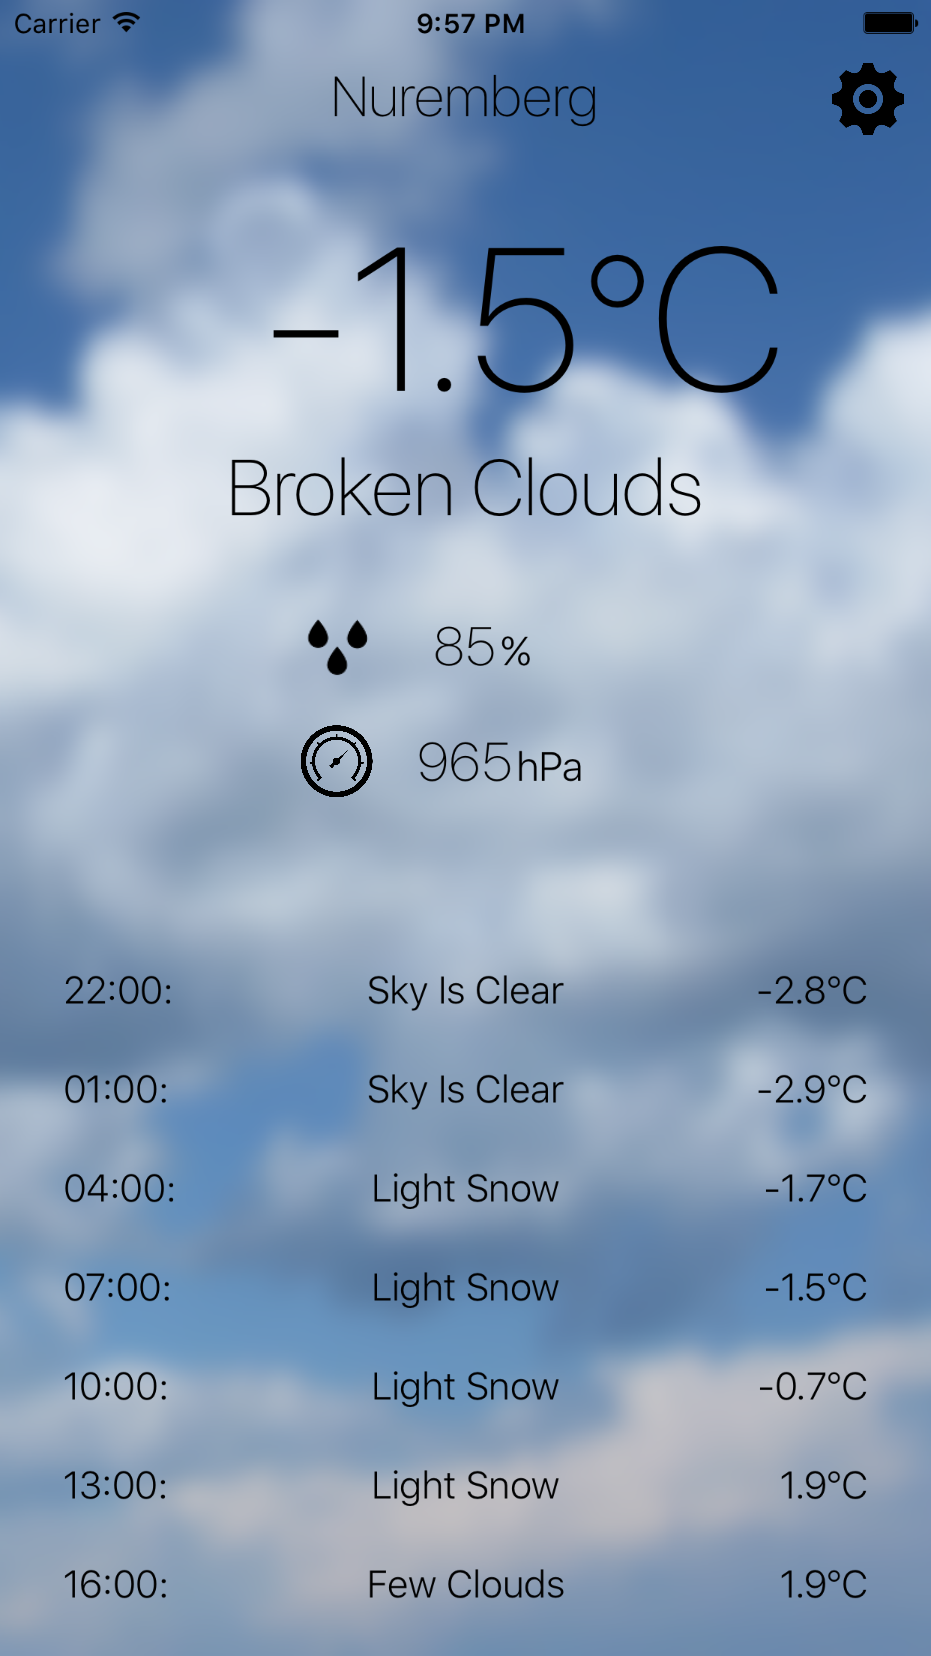 Carrier 9:57 PM
Nuremberg
-1.5°C
Broken Clouds
85%
965hPa
22:00: Sky Is Clear -2.8°C
01:00: Sky Is Clear -2.9°C
04:00: Light Snow -1.7°C
07:00: Light Snow -1.5°C
10:00: Light Snow -0.7°C
13:00: Light Snow 1.9°C
16:00: Few Clouds 1.9°C